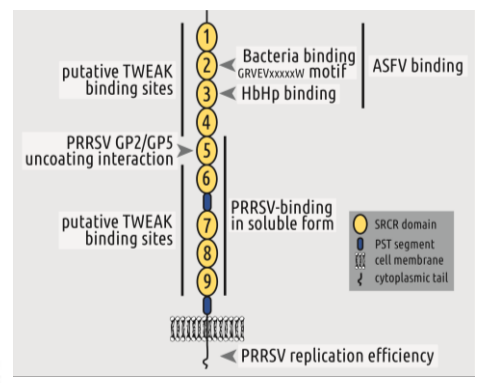 1
2
3
4
5
6
7
8
9
putative TWEAK
binding sites
Bacteria binding
GRVEVxxxxxW motif
HbHp binding
ASFV binding
PRRSV GP2/GP5
uncoating interaction
putative TWEAK
binding sites
PRRSV-binding
in soluble form
SRCR domain
PST segment
cell membrane
cytoplasmic tail
PRRSV replication efficiency